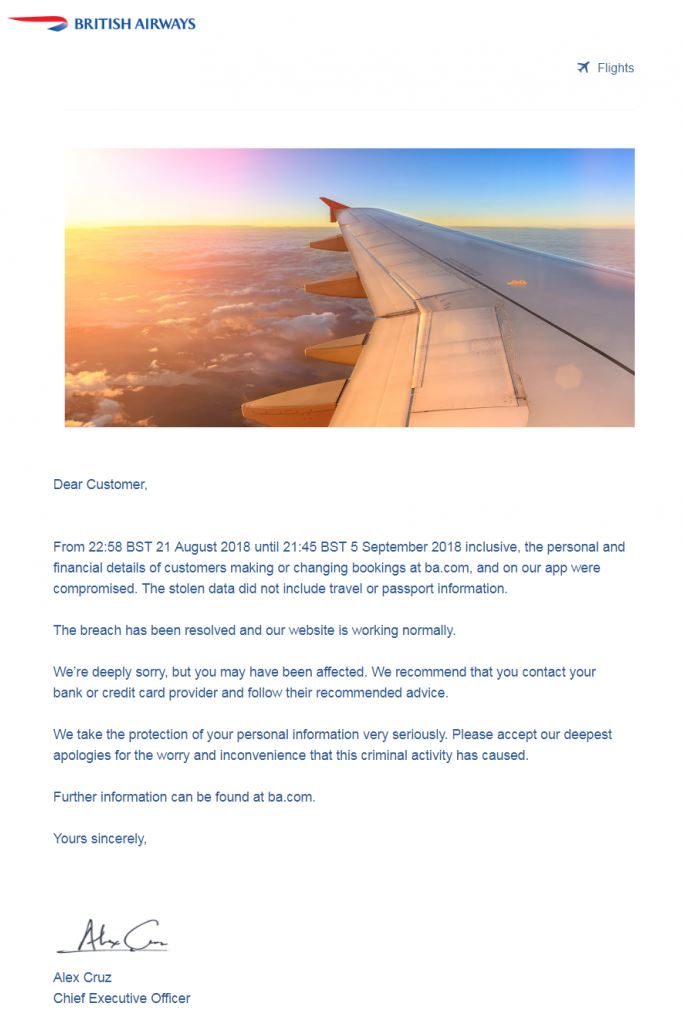 BRITISH AIRWAYS
Flights
Dear Customer,
From 22:58 BST 21 August 2018 until 21:45 BST 5 September 2018 inclusive, the personal and
financial details of customers making or changing bookings at ba.com, and on our app were
compromised. The stolen data did not include travel or passport information.
The breach has been resolved and our website is working normally.
We're deeply sorry, but you may have been affected. We recommend that you contact your
bank or credit card provider and follow their recommended advice.
We take the protection of your personal information very seriously. Please accept our deepest
apologies for the worry and inconvenience that this criminal activity has caused.
Further information can be found at ba.com.
Yours sincerely,
Alex Cruz
Alex Cruz
Chief Executive Officer